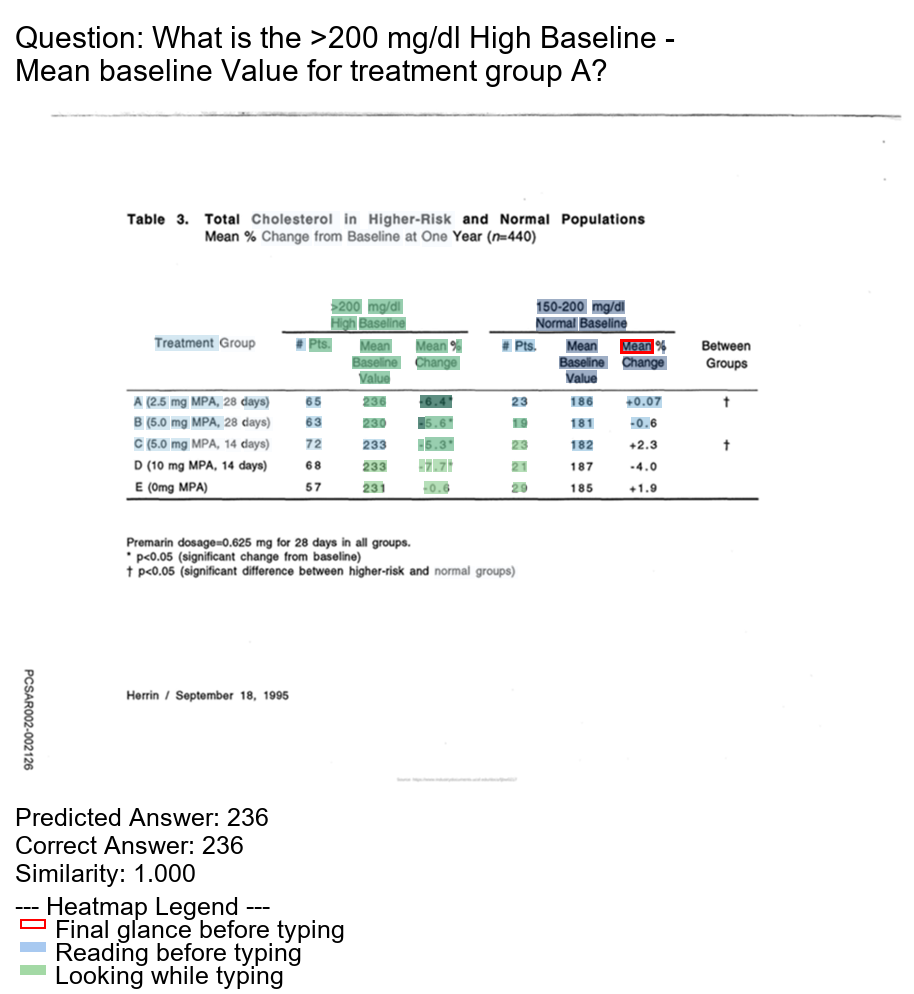 Question: What is the >200 mg/dl High Baseline -
Mean baseline Value for treatment group A?
Table 3. Total Cholesterol in Higher-Risk and Normal Populations
Mean % Change from Baseline at One Year (n=440)
>200 mg/dl 150-200 mg/dl
High Baseline Normal Baseline
Treatment Group # Pts. Mean Mean % # Pts. Mean Mean % Between
Baseline Change Baseline Change Groups
Value Value
A (2.5 mg MPA, 28 days) 65 236 -6.4* 23 186 +0.07 †
B (5.0 mg MPA, 28 days) 63 230 -5.6* 19 181 -0.6
C (5.0 mg MPA, 14 days) 72 233 -5.3* 23 182 +2.3 †
D (10 mg MPA, 14 days) 68 233 -7.7* 21 187 -4.0
E (0mg MPA) 57 231 -0.6 29 185 +1.9
Premarin dosage=0.625 mg for 28 days in all groups.
* p<0.05 (significant change from baseline)
† p<0.05 (significant difference between higher-risk and normal groups)
PCSAR002-002126
Herrin / September 18, 1995
Predicted Answer: 236
Correct Answer: 236
Similarity: 1.000
--- Heatmap Legend ---
Final glance before typing
Reading before typing
Looking while typing